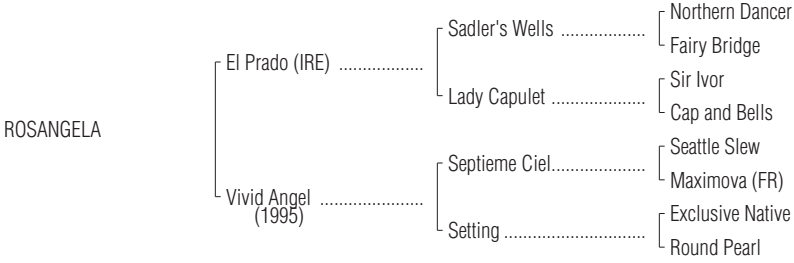 Northern Dancer
Sadler's Wells ...................
Fairy Bridge
El Prado (IRE) ..................
Sir Ivor
Lady Capulet ....................
Cap and Bells
ROSANGELA
Seattle Slew
Septieme Ciel....................
Maximova (FR)
Vivid Angel ......................
(1995)
Exclusive Native
Setting ..............................
Round Pearl